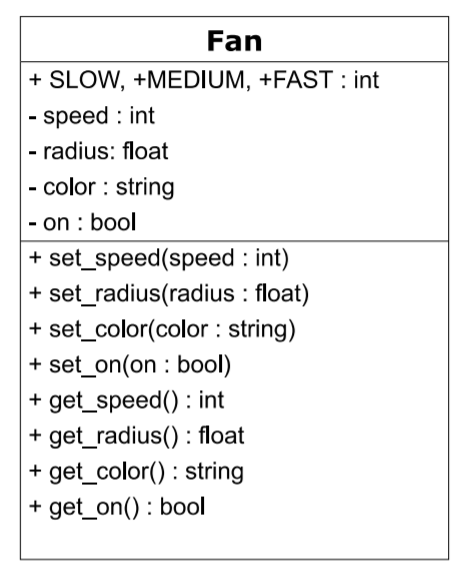 Fan
+ SLOW, +MEDIUM, +FAST : int
- speed : int
- radius: float
- color : string
- on : bool
+ set_speed(speed : int)
+ set_radius(radius : float)
+ set_color(color : string)
+ set_on(on : bool)
+ get_speed() : int
+ get_radius() : float
+ get_color() : string
+ get_on() : bool